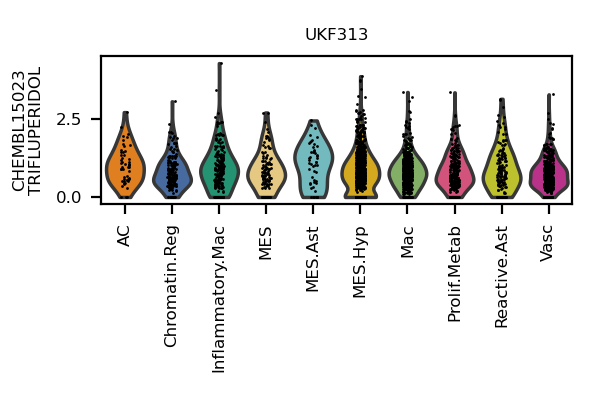 UKF313
CHEMBL15023
TRIFLUPERIDOL
2.5
0.0
AC
Chromatin.Reg
Inflammatory.Mac
MES
MES.Ast
MES.Hyp
Mac
Prolif.Metab
Reactive.Ast
Vasc